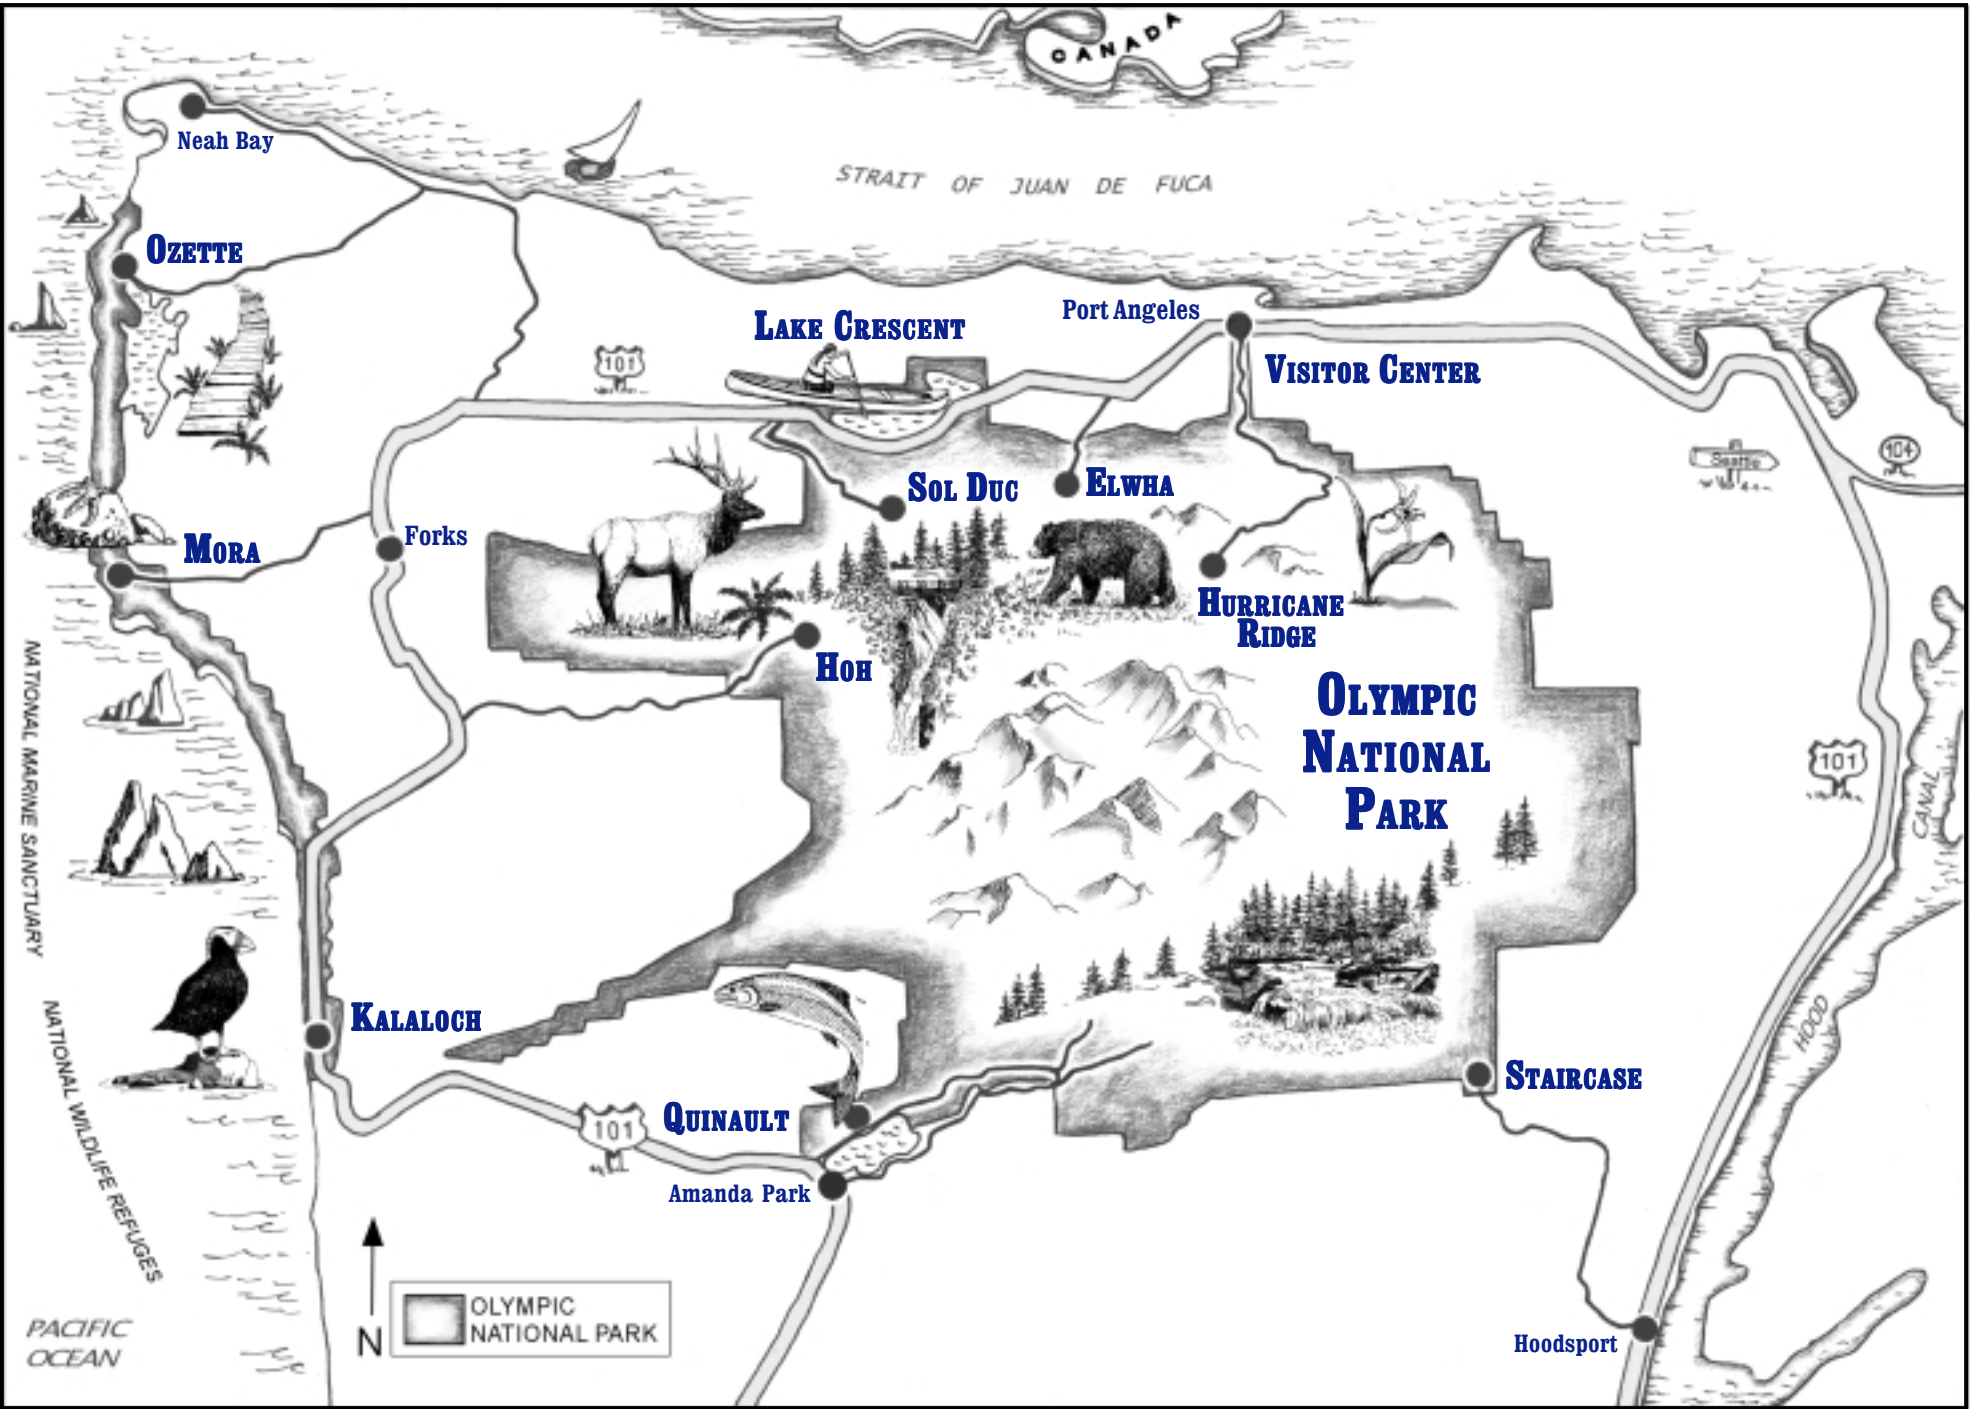 CANADA
Neah Bay
STRAIT OF JUAN DE FUCA
OZETTE
Port Angeles
LAKE CRESCENT
101
VISITOR CENTER
104
Seattle
SOL DUC
ELWHA
Forks
MORA
HURRICANE
RIDGE
HOH
OLYMPIC
NATIONAL
PARK
101
NATIONAL MARINE SANCTUARY
HOOD CANAL
KALALOCH
NATIONAL WILDLIFE REFUGES
STAIRCASE
QUINAULT
101
Amanda Park
OLYMPIC
NATIONAL PARK
N
PACIFIC
OCEAN
Hoodsport